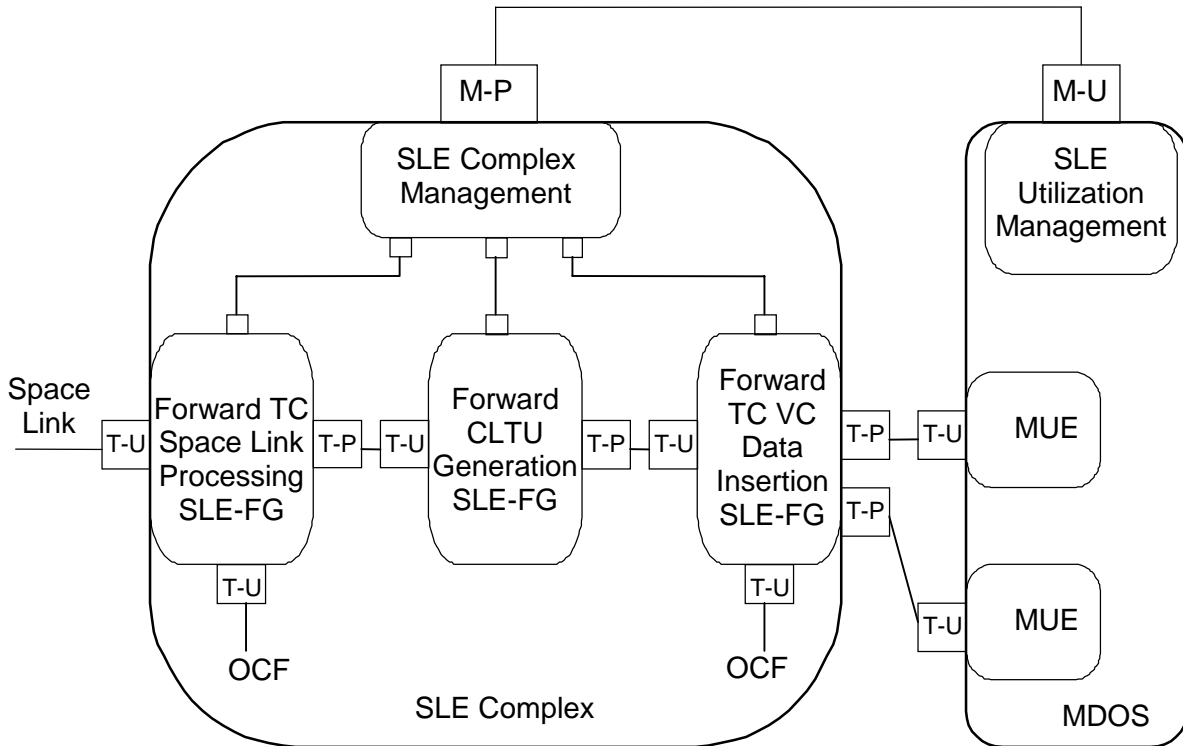 M-P
M-U
SLE Complex
Management
SLE
Utilization
Management
Space
Link
T-U
Forward TC
Space Link
Processing
SLE-FG
T-P
T-U
Forward
CLTU
Generation
SLE-FG
T-P
T-U
Forward
TC VC
Data
Insertion
SLE-FG
T-P
T-U
MUE
T-P
T-U
MUE
T-U
OCF
T-U
OCF
SLE Complex
MDOS